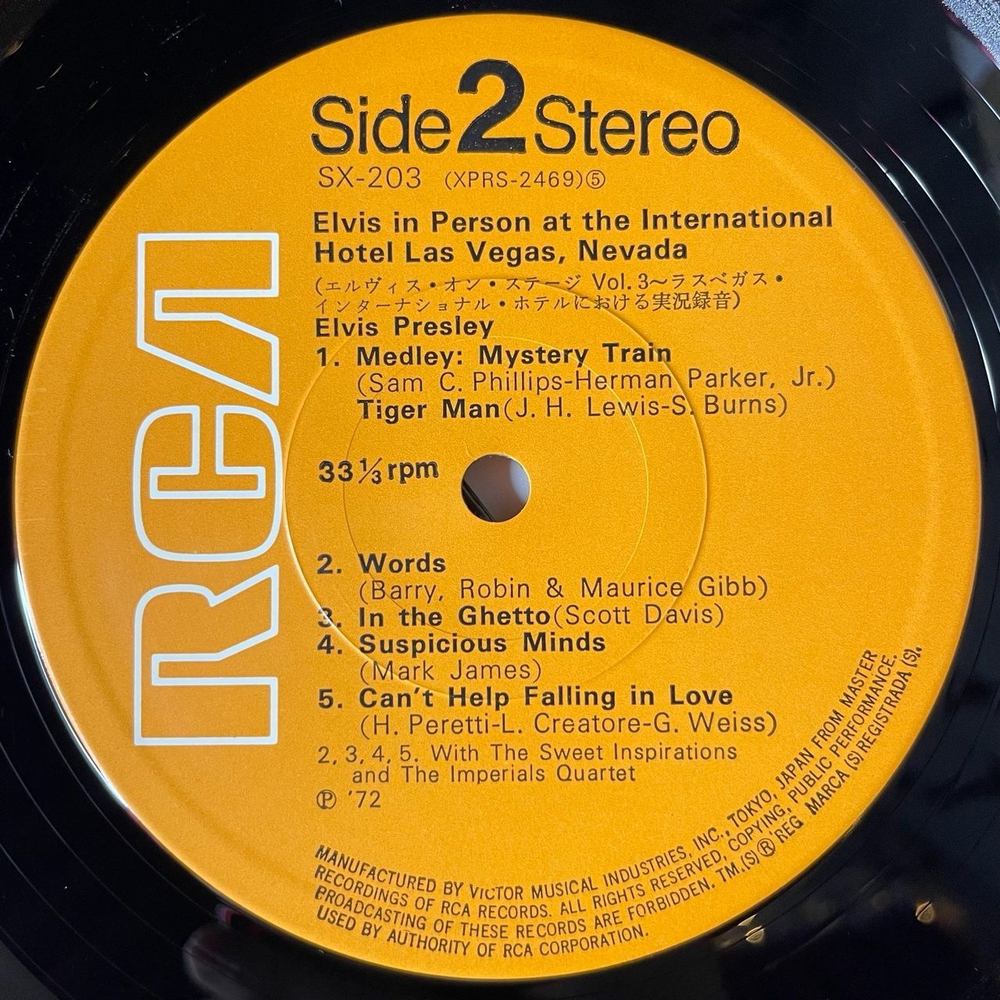 Side 2 Stereo
SX-203 (XPRS-2469)⑤
Elvis in Person at the International
Hotel Las Vegas, Nevada
(エルヴィス・オン・ステージ Vol. 3〜ラスベガス・
インターナショナル・ホテルにおける実況録音)
Elvis Presley
1. Medley: Mystery Train
(Sam C. Phillips-Herman Parker, Jr.)
Tiger Man(J. H. Lewis-S. Burns)
33 1/3 rpm
2. Words
(Barry, Robin & Maurice Gibb)
3. In the Ghetto(Scott Davis)
4. Suspicious Minds
(Mark James)
5. Can't Help Falling in Love
(H. Peretti-L. Creatore-G. Weiss)
2, 3, 4, 5. With The Sweet Inspirations
and The Imperials Quartet
Ⓟ '72
RCA
MANUFACTURED BY VICTOR MUSICAL INDUSTRIES, INC., TOKYO, JAPAN FROM MASTER
RECORDINGS OF RCA RECORDS. ALL RIGHTS RESERVED, COPYING, PUBLIC PERFORMANCE.
BROADCASTING OF THESE RECORDS ARE FORBIDDEN. TM.(S) ® REG MARCA (S) REGISTRADA (S).
USED BY AUTHORITY OF RCA CORPORATION.